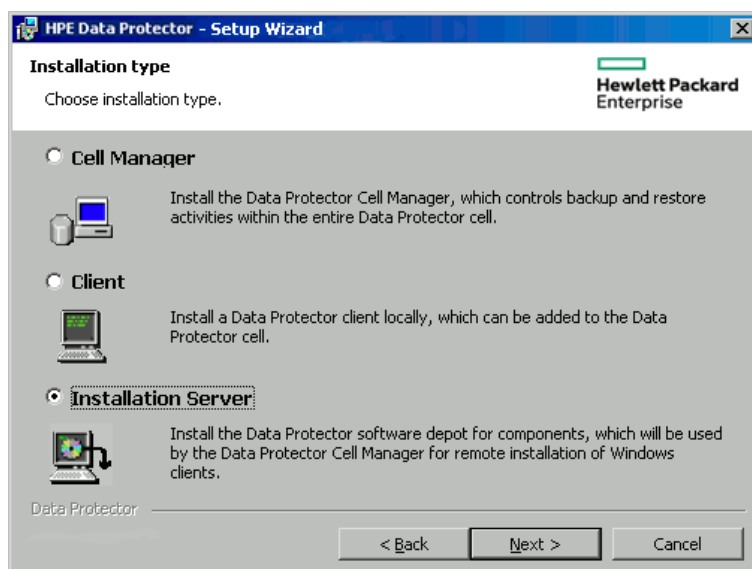 HPE Data Protector - Setup Wizard
Installation type
Choose installation type.
Hewlett Packard
Enterprise
Cell Manager
Install the Data Protector Cell Manager, which controls backup and restore
activities within the entire Data Protector cell.
Client
Install a Data Protector client locally, which can be added to the Data
Protector cell.
Installation Server
Install the Data Protector software depot for components, which will be used
by the Data Protector Cell Manager for remote installation of Windows
clients.
Data Protector
< Back
Next >
Cancel